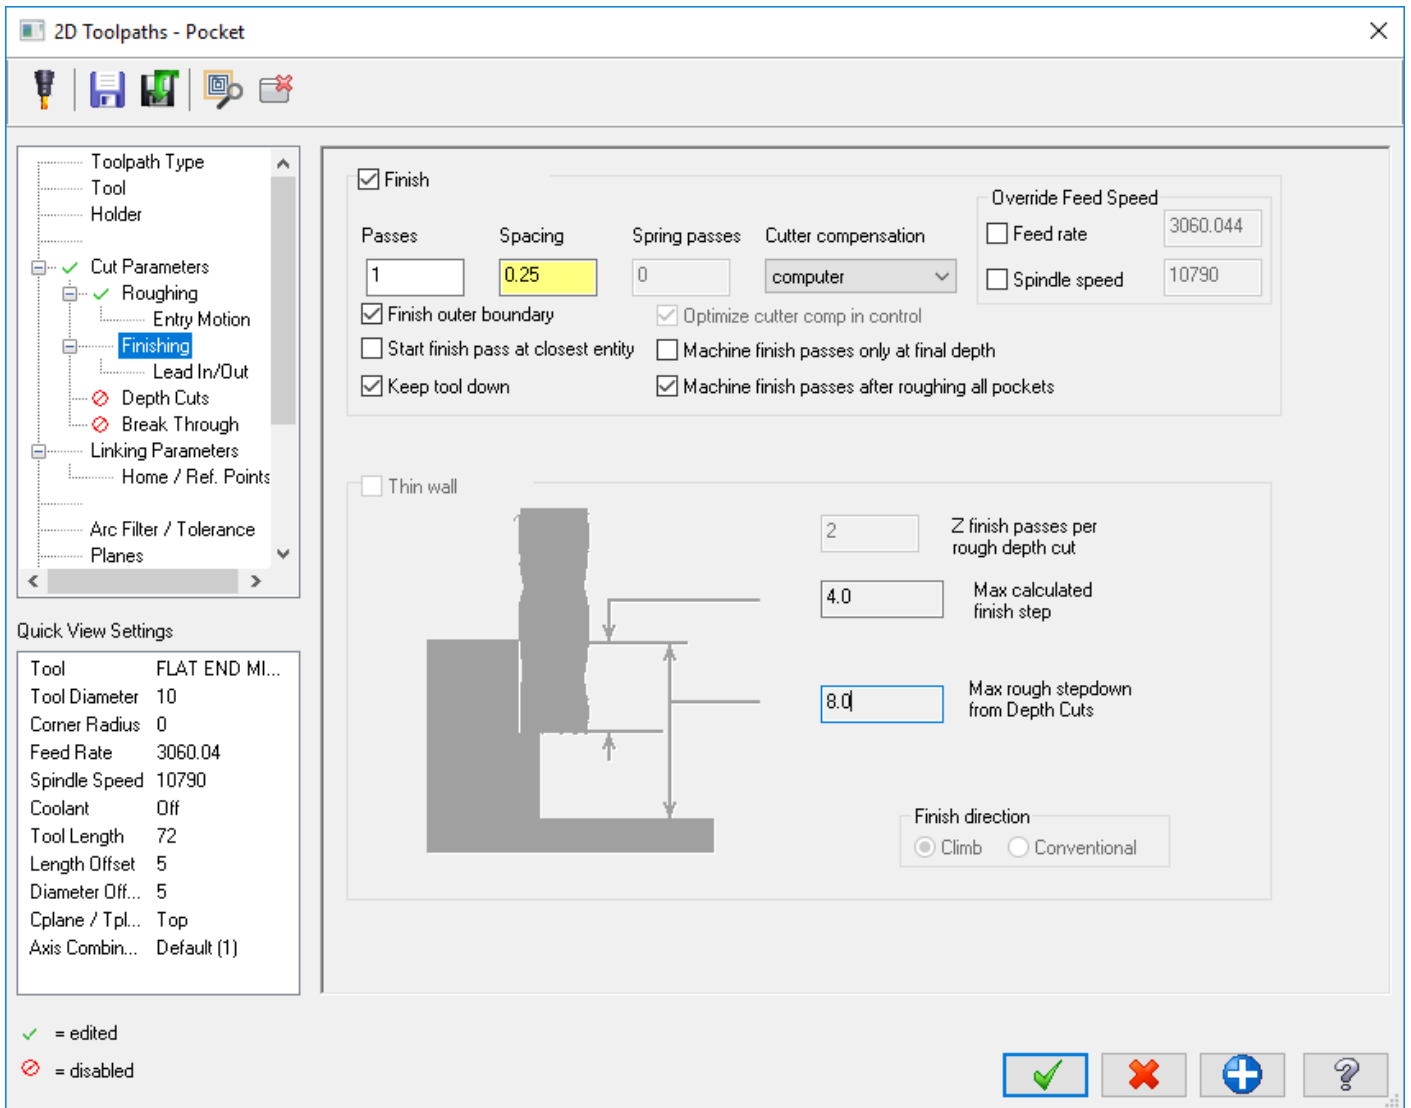 2D Toolpaths - Pocket
Toolpath Type
Tool
Holder
Cut Parameters
Roughing
Entry Motion
Finishing
Lead In/Out
Depth Cuts
Break Through
Linking Parameters
Home / Ref. Points
Arc Filter / Tolerance
Planes
Quick View Settings
Tool FLAT END MI...
Tool Diameter 10
Corner Radius 0
Feed Rate 3060.04
Spindle Speed 10790
Coolant Off
Tool Length 72
Length Offset 5
Diameter Off... 5
Cplane / Tpl... Top
Axis Combin... Default (1)
= edited
= disabled
Finish
Passes Spacing Spring passes Cutter compensation
1 0.25 0 computer
Override Feed Speed
Feed rate 3060.044
Spindle speed 10790
Finish outer boundary Optimize cutter comp in control
Start finish pass at closest entity Machine finish passes only at final depth
Keep tool down Machine finish passes after roughing all pockets
Thin wall
2 Z finish passes per
rough depth cut
4.0 Max calculated
finish step
8.0 Max rough stepdown
from Depth Cuts
Finish direction
Climb Conventional